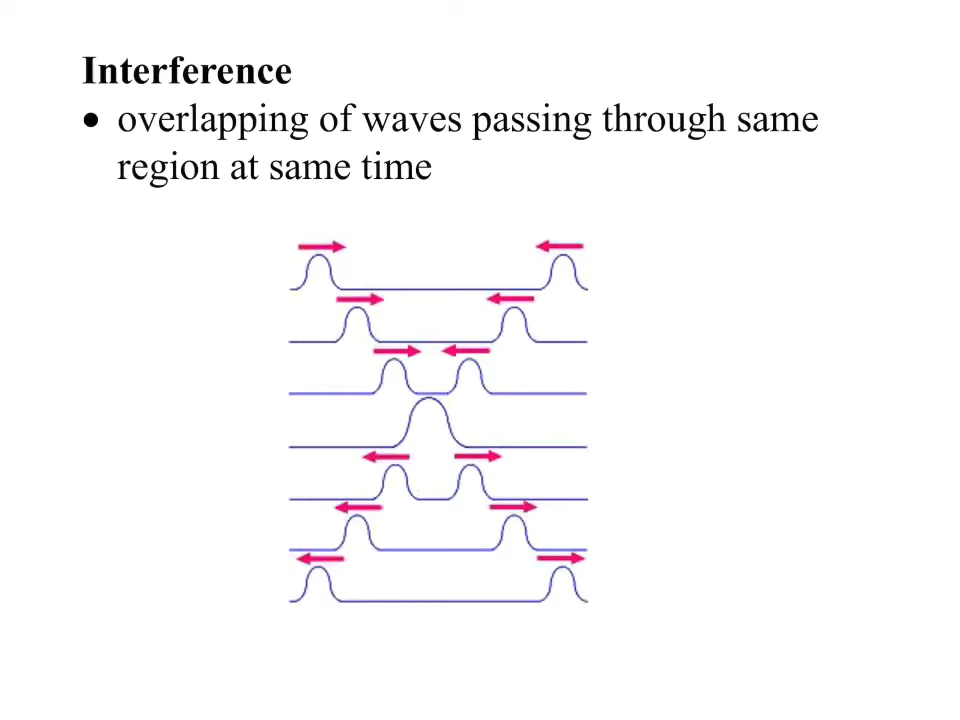 Interference
• overlapping of waves passing through same
region at same time